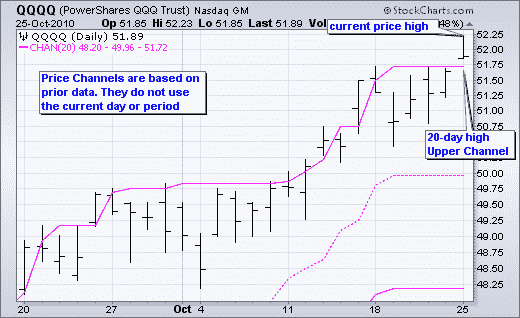 QQQQ (PowerShares QQQ Trust) Nasdaq GM
© StockCharts.com
25-Oct-2010 Op 51.85 Hi 52.23 Lo 51.85 Last 51.89 Vol 48%)
current price high
QQQQ (Daily) 51.89
CHAN(20) 48.20 - 49.96 - 51.72
Price Channels are based on
prior data. They do not use
the current day or period
20-day high
Upper Channel
52.25
52.00
51.75
51.50
51.25
51.00
50.75
50.25
50.00
49.75
49.50
49.25
49.00
48.75
48.50
48.25
20 27 Oct 4 11 18 25